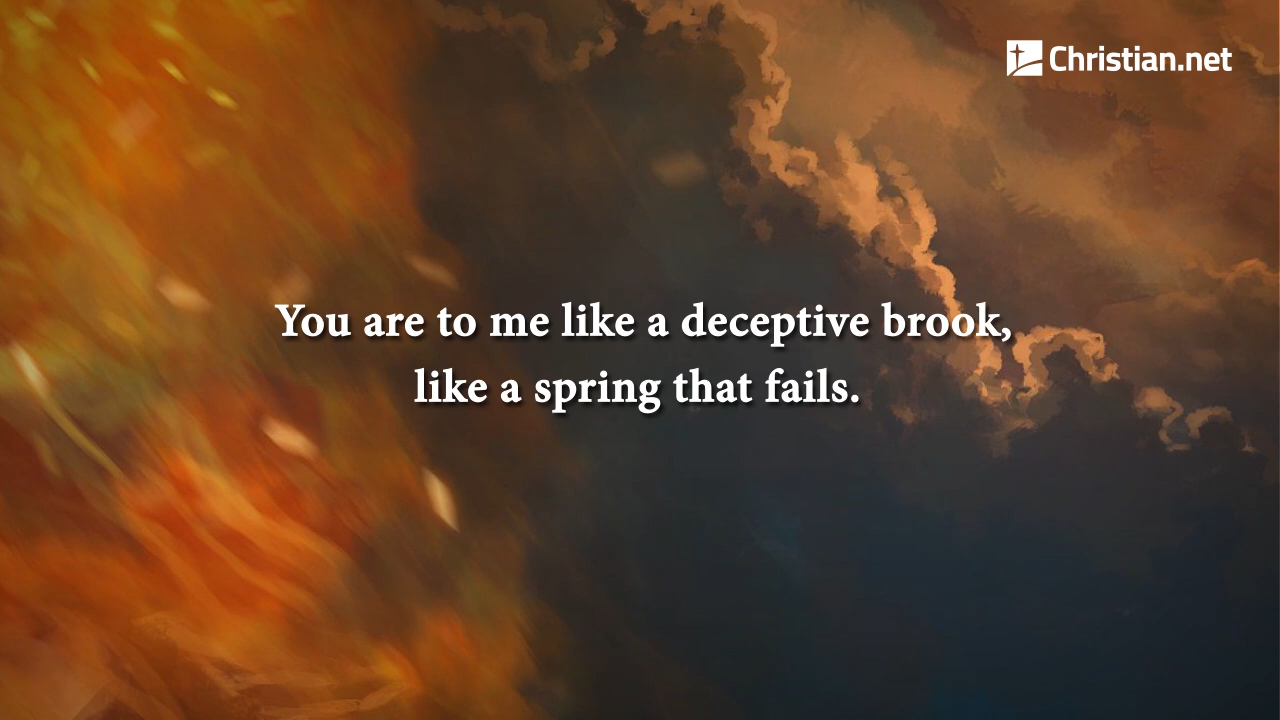 Christian.net
You are to me like a deceptive brook,
like a spring that fails.